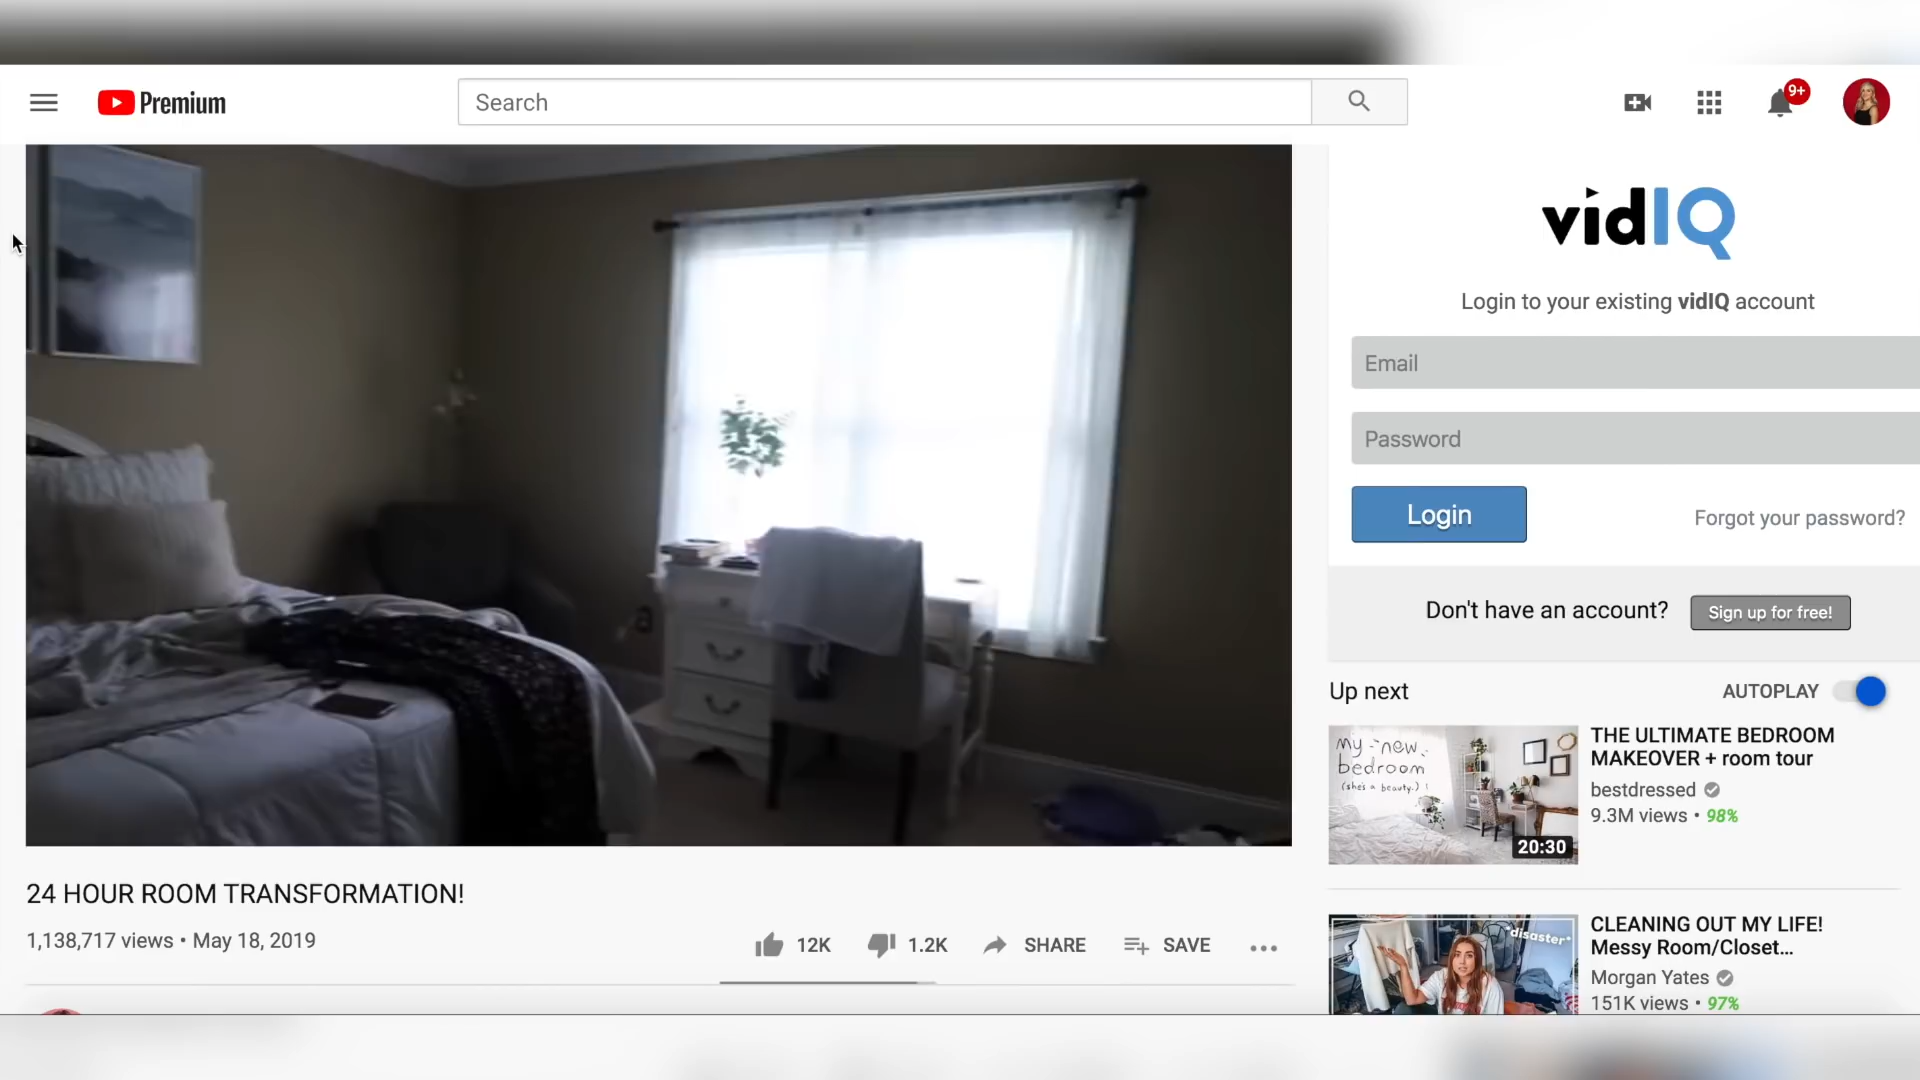 Premium
Search
9+
vidIQ
Login to your existing vidIQ account
Email
Password
Login
Forgot your password?
Don't have an account?
Sign up for free!
Up next
AUTOPLAY
my new
bedroom
(she's a beauty.)
20:30
THE ULTIMATE BEDROOM
MAKEOVER + room tour
bestdressed
9.3M views • 98%
*disaster*
CLEANING OUT MY LIFE!
Messy Room/Closet...
Morgan Yates
151K views • 97%
24 HOUR ROOM TRANSFORMATION!
1,138,717 views • May 18, 2019
12K
1.2K
SHARE
SAVE